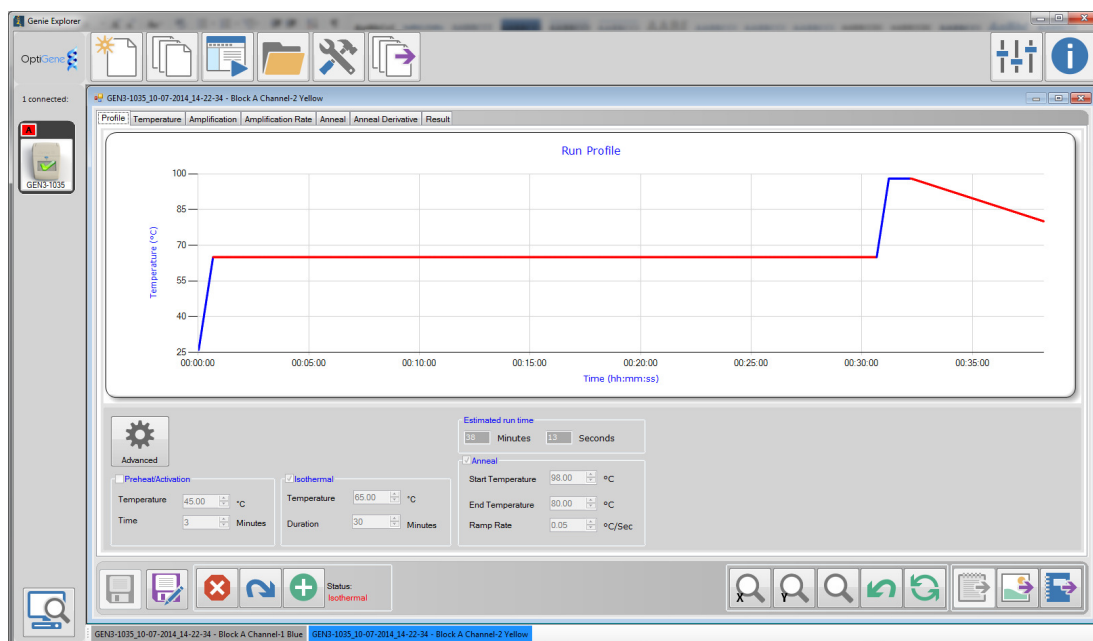 Genie Explorer
OptiGene
1 connected:
A
GEN3-1035
GEN3-1035_10-07-2014_14-22-34 - Block A Channel-2 Yellow
Profile Temperature Amplification Amplification Rate Anneal Anneal Derivative Result
Run Profile
Temperature (°C)
100
85
70
55
40
25
00:00:00 00:05:00 00:10:00 00:15:00 00:20:00 00:25:00 00:30:00 00:35:00
Time (hh:mm:ss)
Advanced
Preheat/Activation
Temperature 45.00 °C
Time 3 Minutes
Isothermal
Temperature 65.00 °C
Duration 30 Minutes
Estimated run time
38 Minutes 13 Seconds
Anneal
Start Temperature 98.00 °C
End Temperature 80.00 °C
Ramp Rate 0.05 °C/Sec
Status:
Isothermal
X Y
GEN3-1035_10-07-2014_14-22-34 - Block A Channel-1 Blue GEN3-1035_10-07-2014_14-22-34 - Block A Channel-2 Yellow